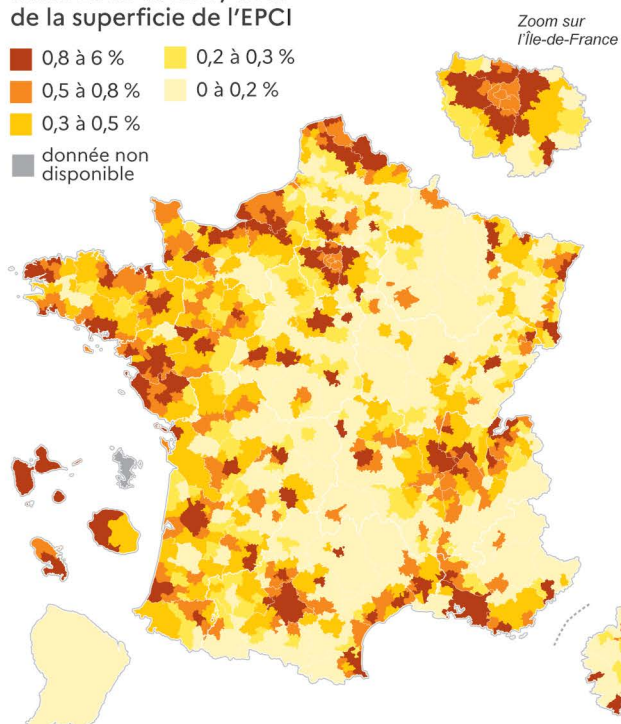 de la superficie de l'EPCI
0,8 à 6 %
0,2 à 0,3 %
0,5 à 0,8 %
0 à 0,2 %
0,3 à 0,5 %
donnée non
disponible
Zoom sur
l'Île-de-France